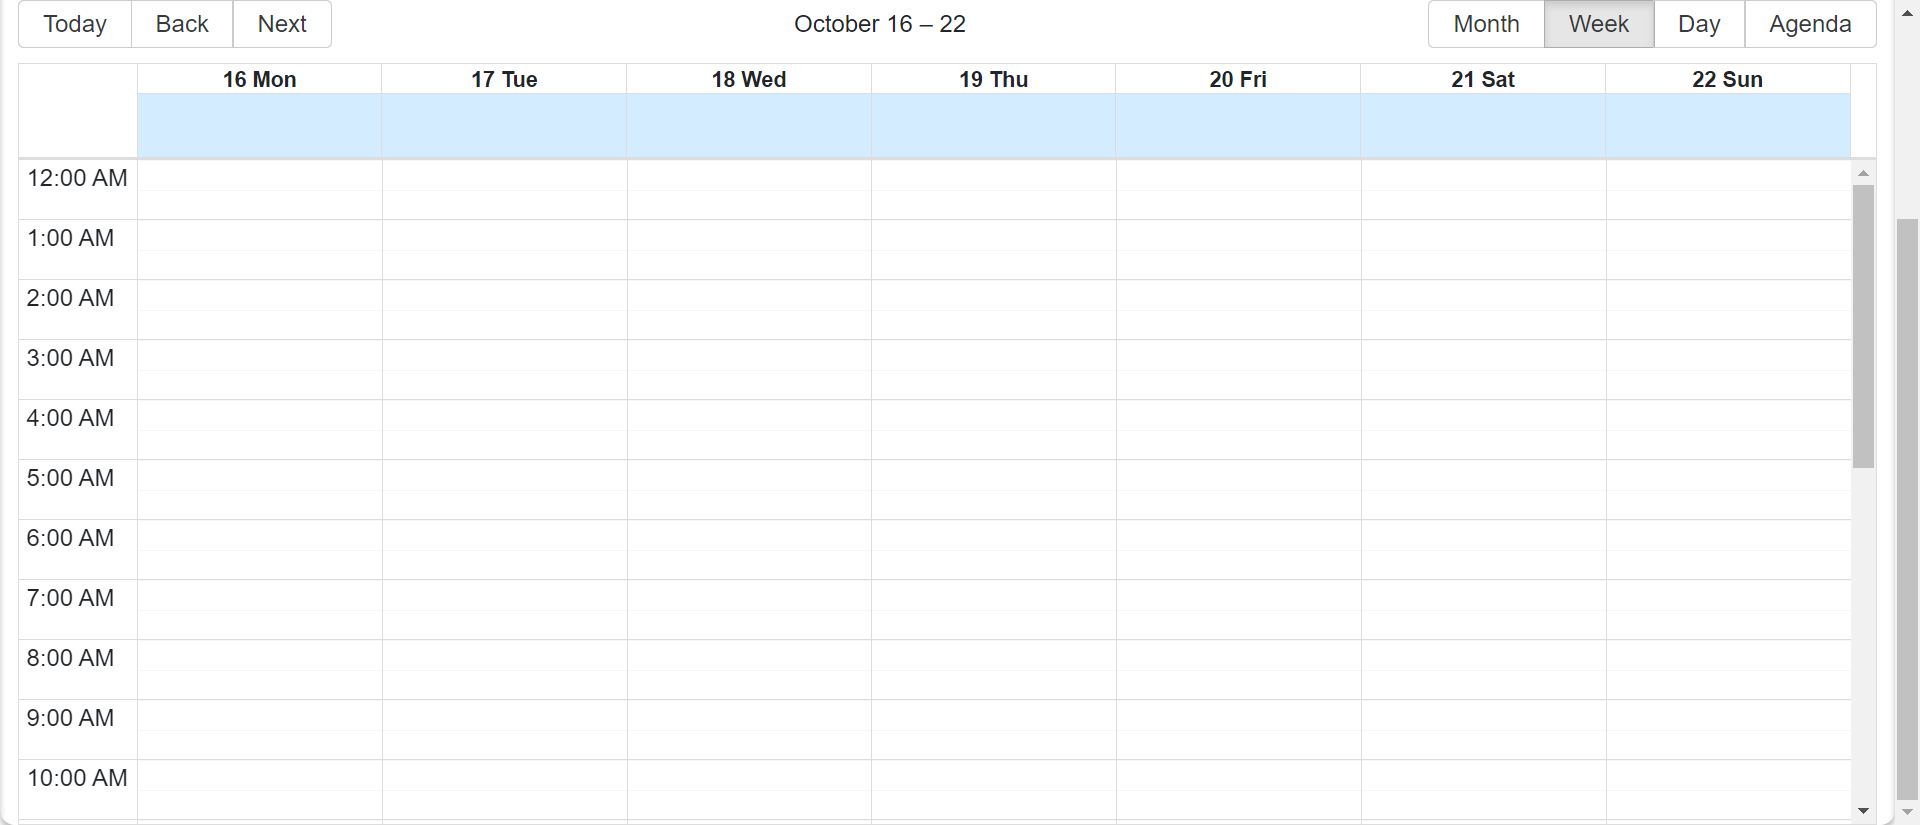 Today Back Next October 16 – 22 Month Week Day Agenda
16 Mon 17 Tue 18 Wed 19 Thu 20 Fri 21 Sat 22 Sun
12:00 AM
1:00 AM
2:00 AM
3:00 AM
4:00 AM
5:00 AM
6:00 AM
7:00 AM
8:00 AM
9:00 AM
10:00 AM